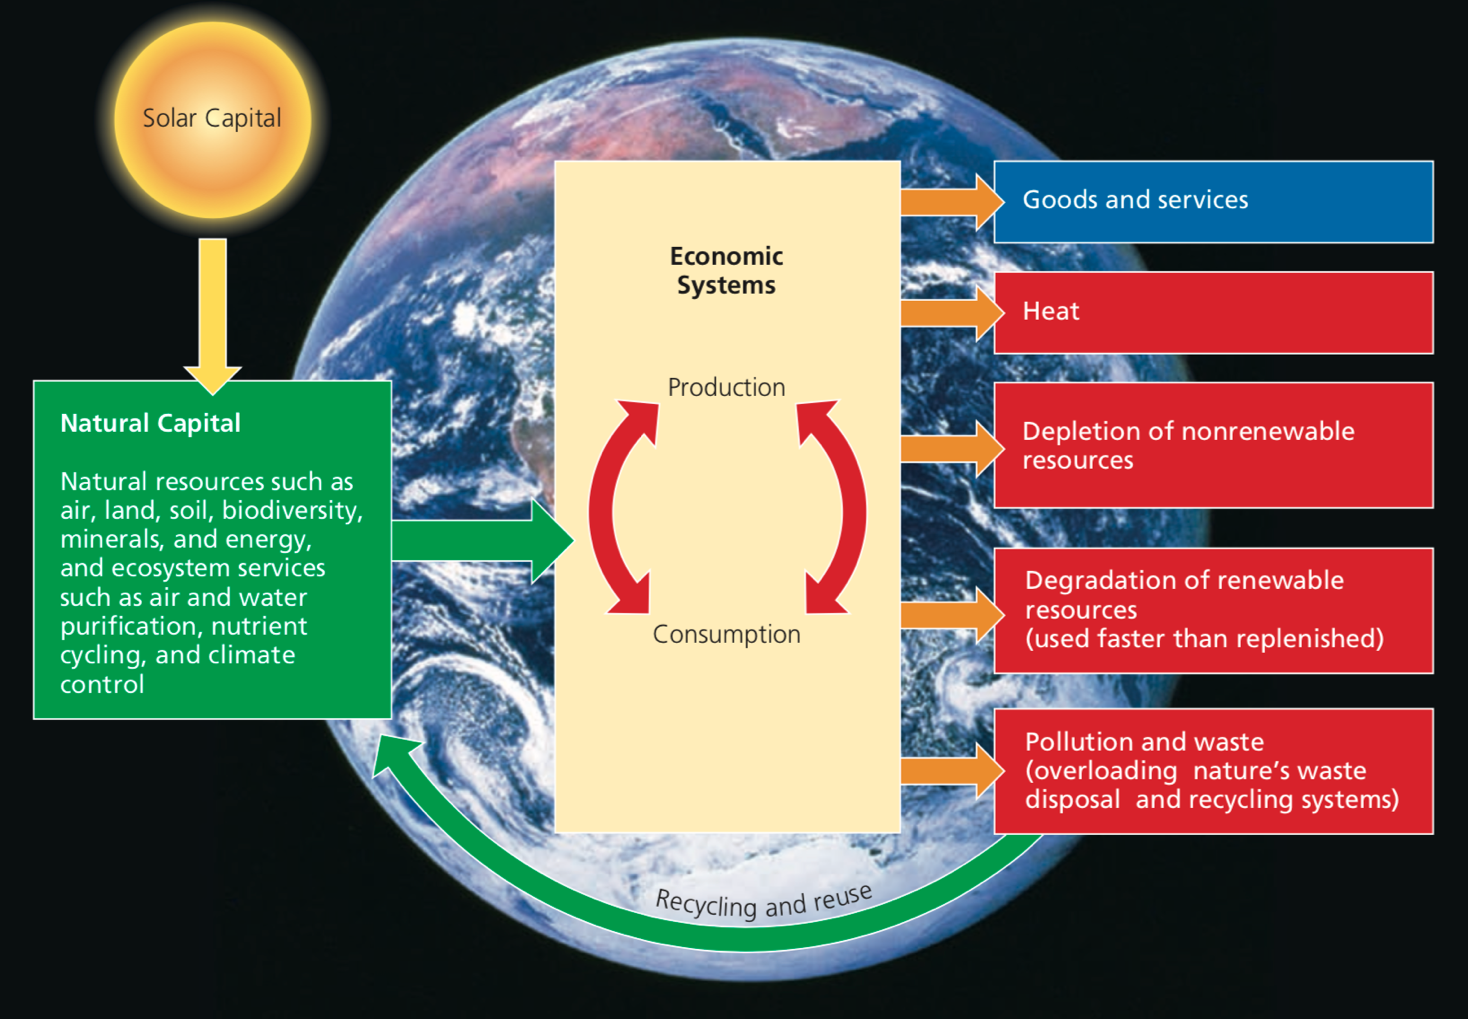 Solar Capital
Natural Capital
Natural resources such as
air, land, soil, biodiversity,
minerals, and energy,
and ecosystem services
such as air and water
purification, nutrient
cycling, and climate
control
Economic
Systems
Production
Consumption
Goods and services
Heat
Depletion of nonrenewable
resources
Degradation of renewable
resources
(used faster than replenished)
Pollution and waste
(overloading nature’s waste
disposal and recycling systems)
Recycling and reuse